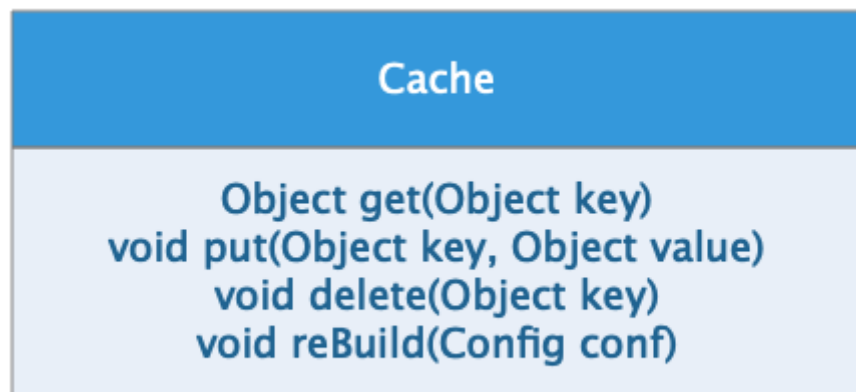 Cache
Object get(Object key)
void put(Object key, Object value)
void delete(Object key)
void reBuild(Config conf)